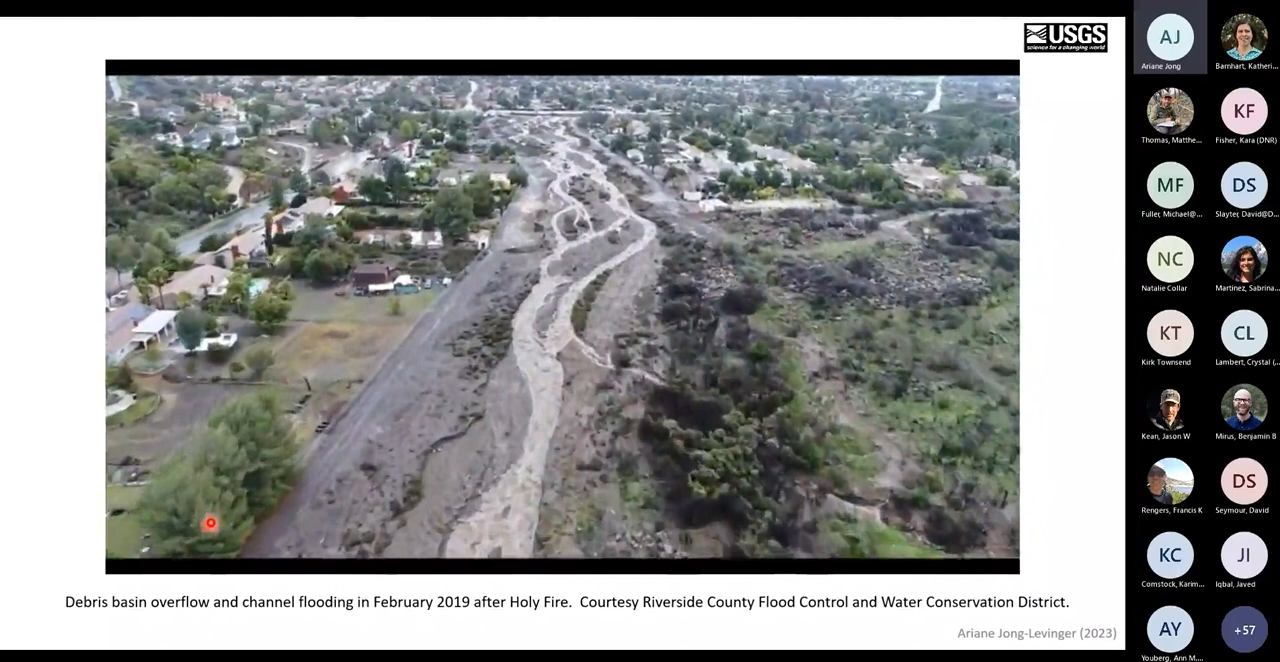 USGS
science for a changing world
Debris basin overflow and channel flooding in February 2019 after Holy Fire.  Courtesy Riverside County Flood Control and Water Conservation District.
Ariane Jong-Levinger (2023)
AJ
Ariane Jong
Barnhart, Katheri...
Thomas, Matthe...
KF
Fisher, Kara (DNR)
MF
Fuller, Michael@...
DS
Slayter, David@D...
NC
Natalie Collar
Martinez, Sabrina...
KT
Kirk Townsend
CL
Lambert, Crystal (...
Kean, Jason W
Mirus, Benjamin B
Rengers, Francis K
DS
Seymour, David
KC
Comstock, Karim...
JI
Iqbal, Javed
AY
Youberg, Ann M....
+57